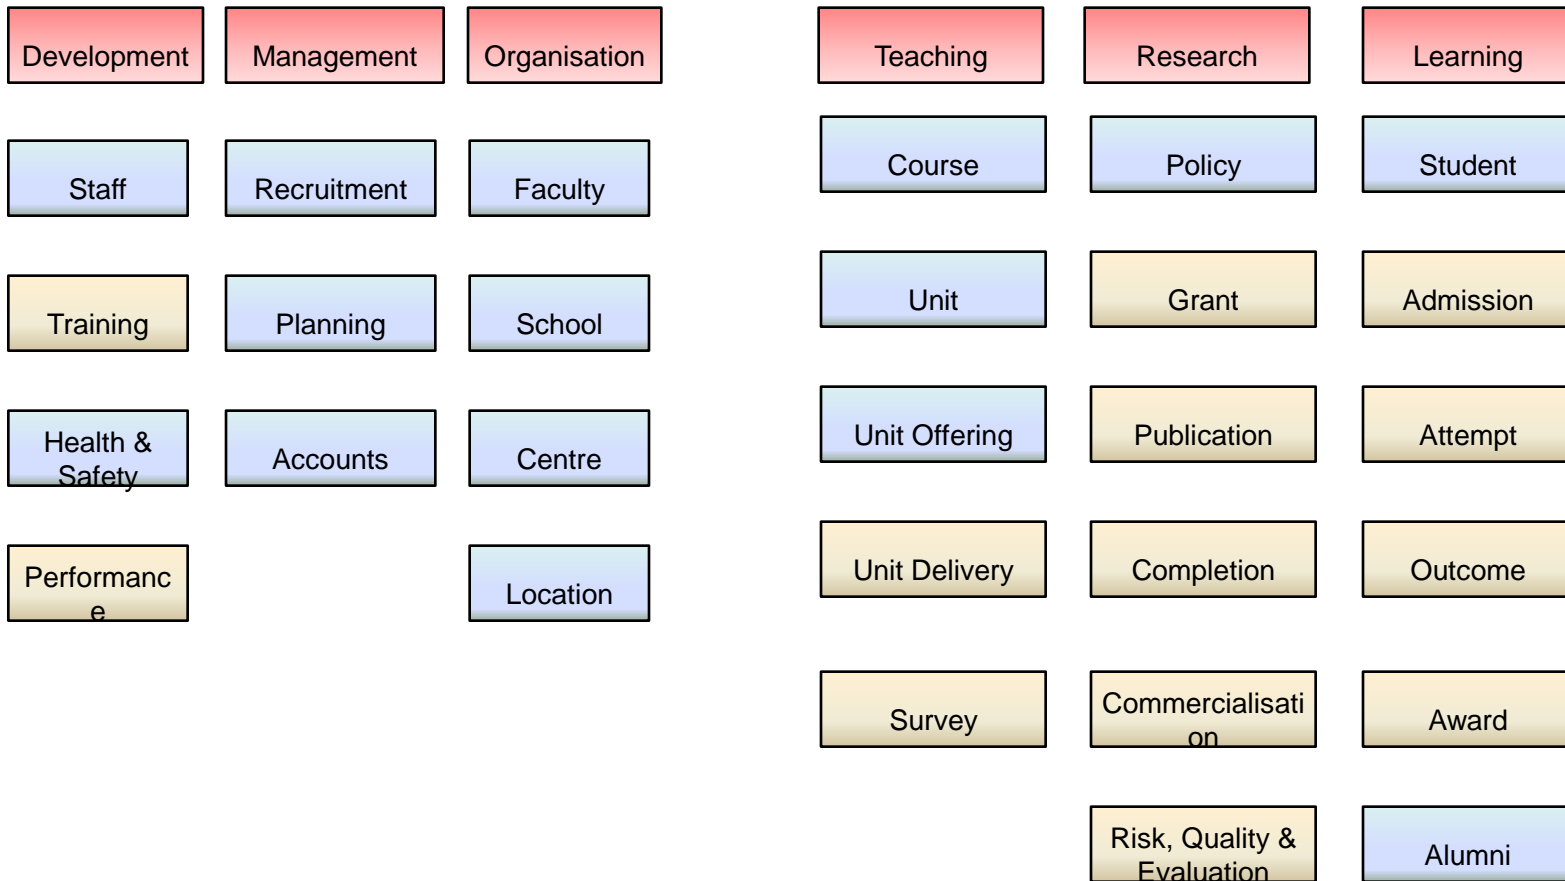 Development
Management
Organisation
Teaching
Research
Learning
Staff
Recruitment
Faculty
Course
Policy
Student
Training
Planning
School
Unit
Grant
Admission
Health &
Safety
Accounts
Centre
Unit Offering
Publication
Attempt
Performanc
e
Location
Unit Delivery
Completion
Outcome
Survey
Commercialisati
on
Award
Risk, Quality &
Evaluation
Alumni